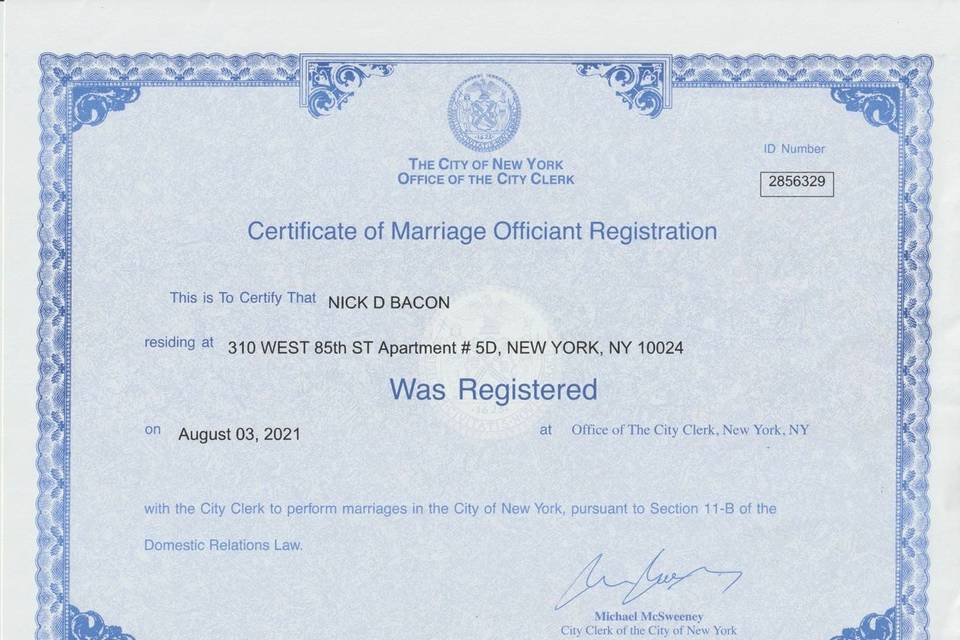 THE CITY OF NEW YORK
OFFICE OF THE CITY CLERK
ID Number
2856329
Certificate of Marriage Officiant Registration
This is To Certify That NICK D BACON
residing at 310 WEST 85th ST Apartment # 5D, NEW YORK, NY 10024
Was Registered
on August 03, 2021 at Office of The City Clerk, New York, NY
with the City Clerk to perform marriages in the City of New York, pursuant to Section 11-B of the
Domestic Relations Law.
Michael McSweeney
City Clerk of the City of New York